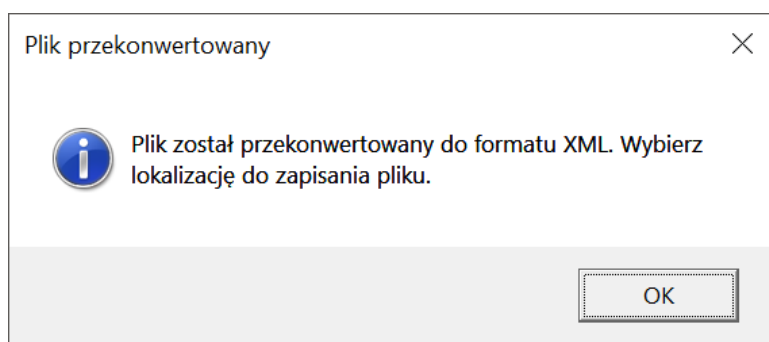 Plik przekonwertowany
Plik został przekonwertowany do formatu XML. Wybierz
lokalizację do zapisania pliku.
OK